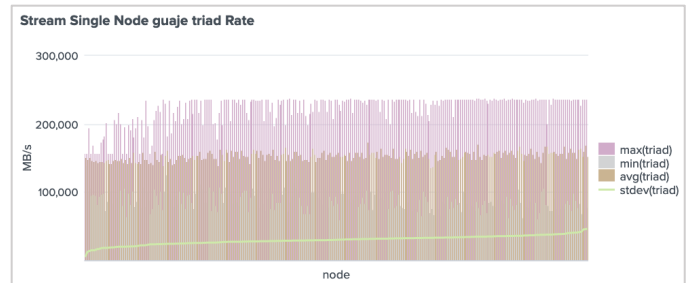 Stream Single Node guaje triad Rate
300,000
200,000
100,000
MB/s
node
max(triad)
min(triad)
avg(triad)
stdev(triad)